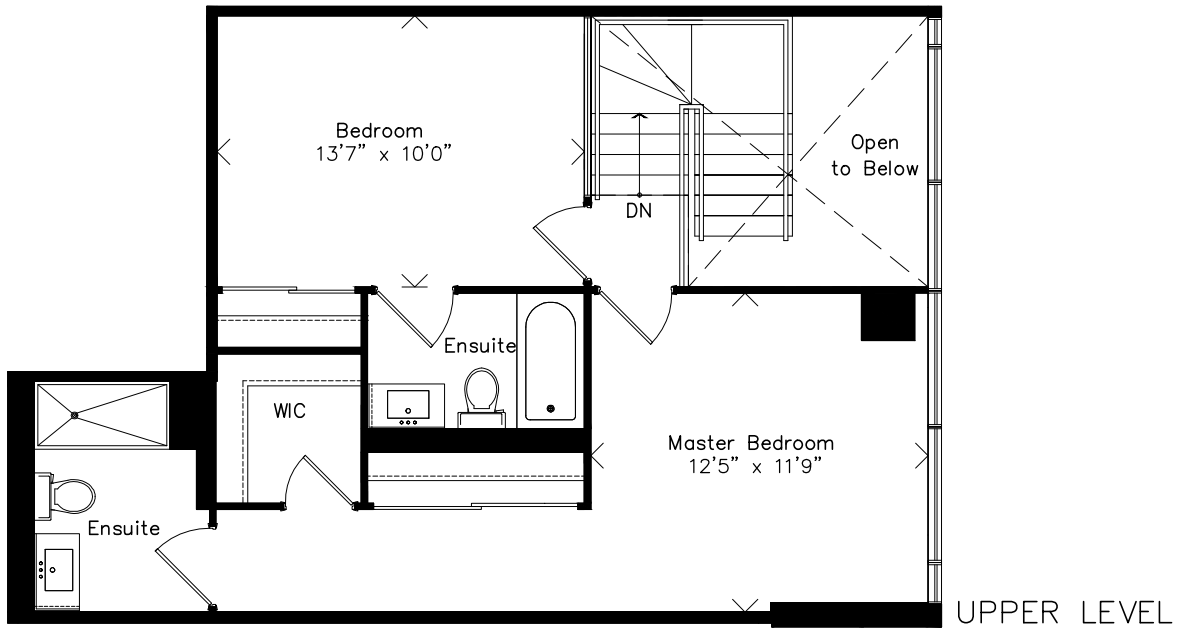 Bedroom
13'7" x 10'0"
Open
to Below
DN
Ensuite
WIC
Master Bedroom
12'5" x 11'9"
Ensuite
UPPER LEVEL